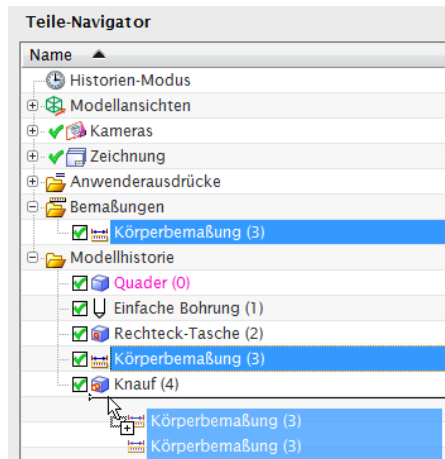 Teile-Navigator
Name
Historien-Modus
Modellansichten
Kameras
Zeichnung
Anwenderausdrücke
Bemaßungen
Körperbemaßung (3)
Modellhistorie
Quader (0)
Einfache Bohrung (1)
Rechteck-Tasche (2)
Körperbemaßung (3)
Knauf (4)
Körperbemaßung (3)
Körperbemaßung (3)